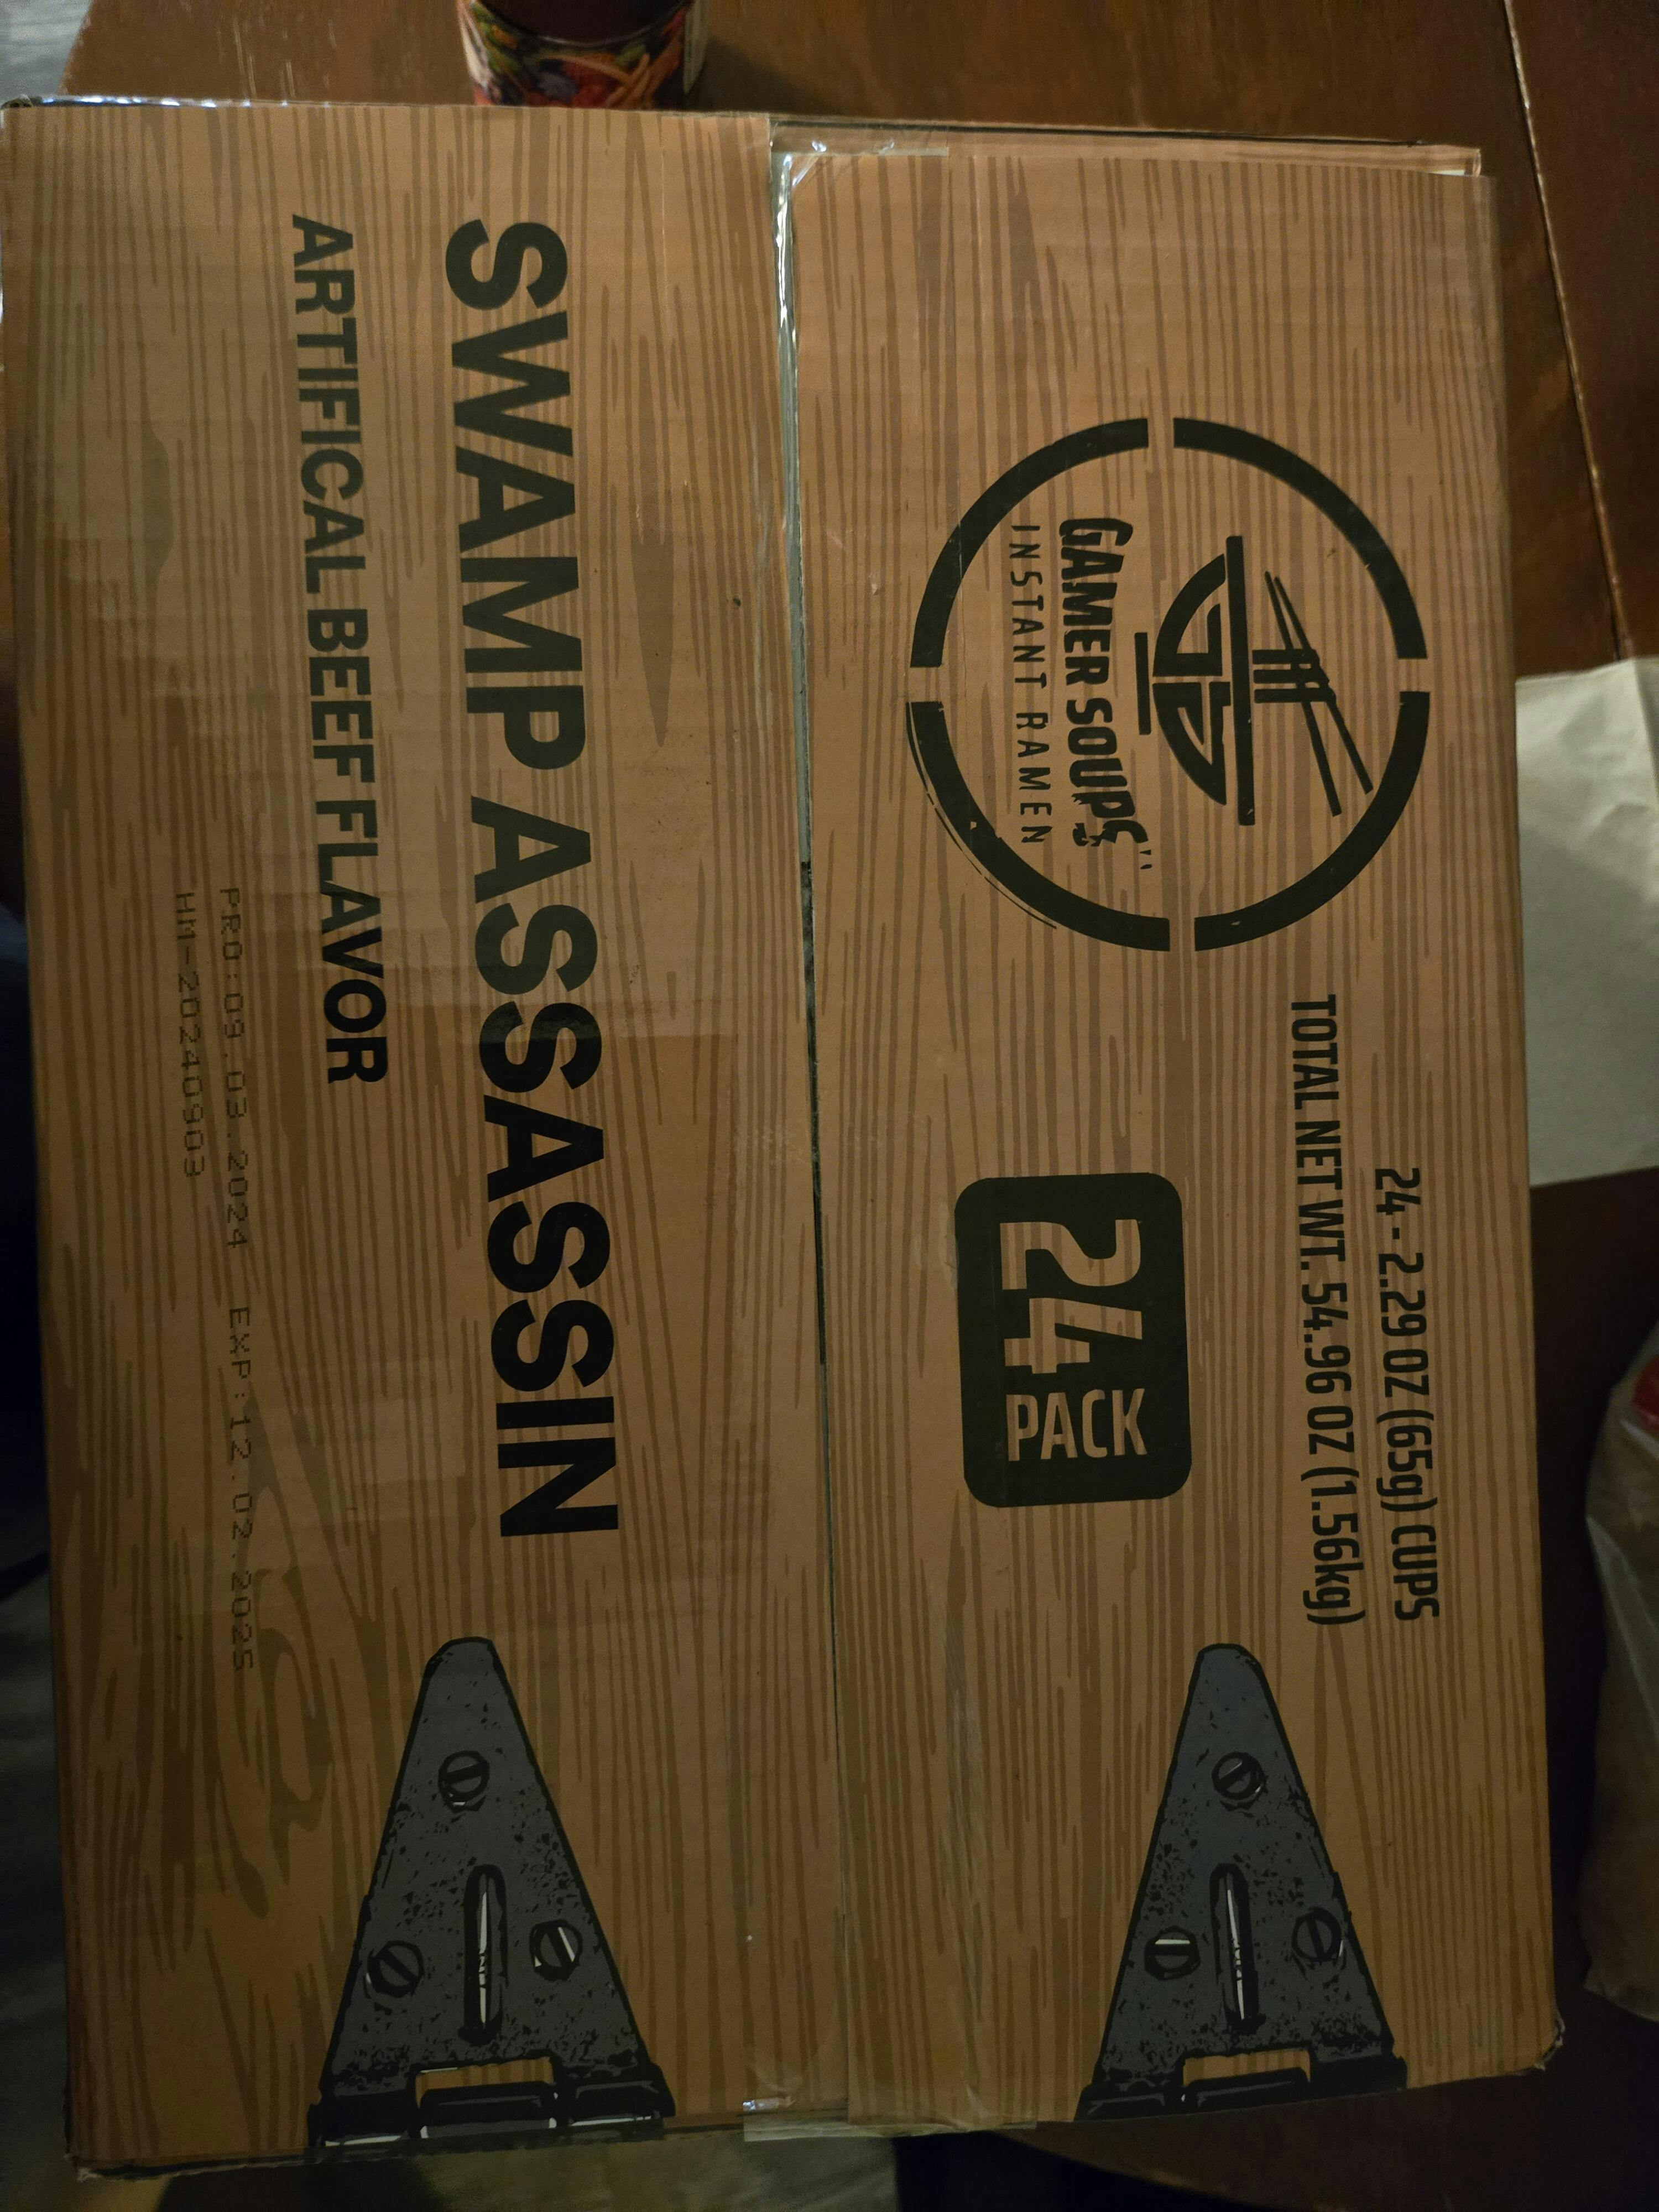 24 - 2.29 OZ (65g) CUPS
TOTAL NET WT. 54.96 OZ (1.56kg)
GAMER SOUPS
INSTANT RAMEN
24
PACK
SWAMP ASSASSIN
ARTIFICAL BEEF FLAVOR
PRO:09.03.2024 EXP:12.02.2025
HM-20240903